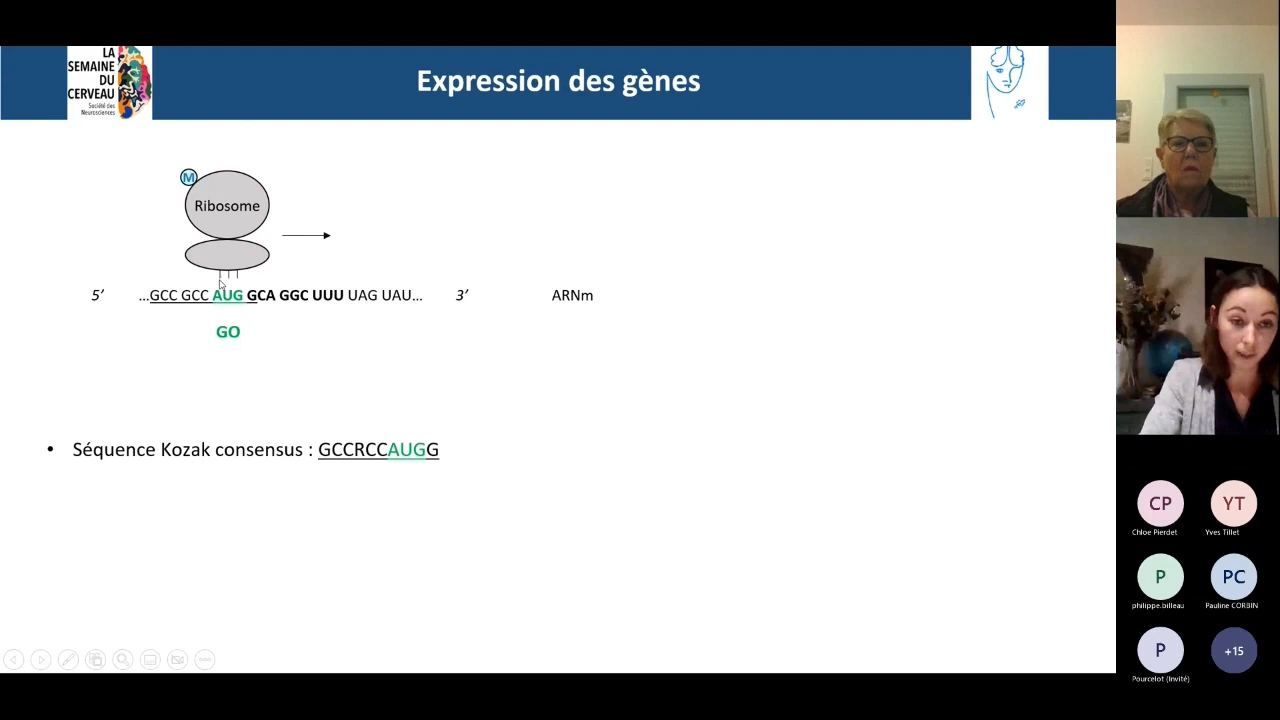 LA
SEMAINE
DU
CERVEAU
Société des
Neurosciences
Expression des gènes
M
Ribosome
5’ ...GCC GCC AUG GCA GGC UUU UAG UAU... 3’ ARNm
GO
• Séquence Kozak consensus : GCCRCCAUGG
CP YT
Chloe Pierdet Yves Tillet
P PC
philippe.billeau Pauline CORBIN
P +15
Pourcelot (Invité)